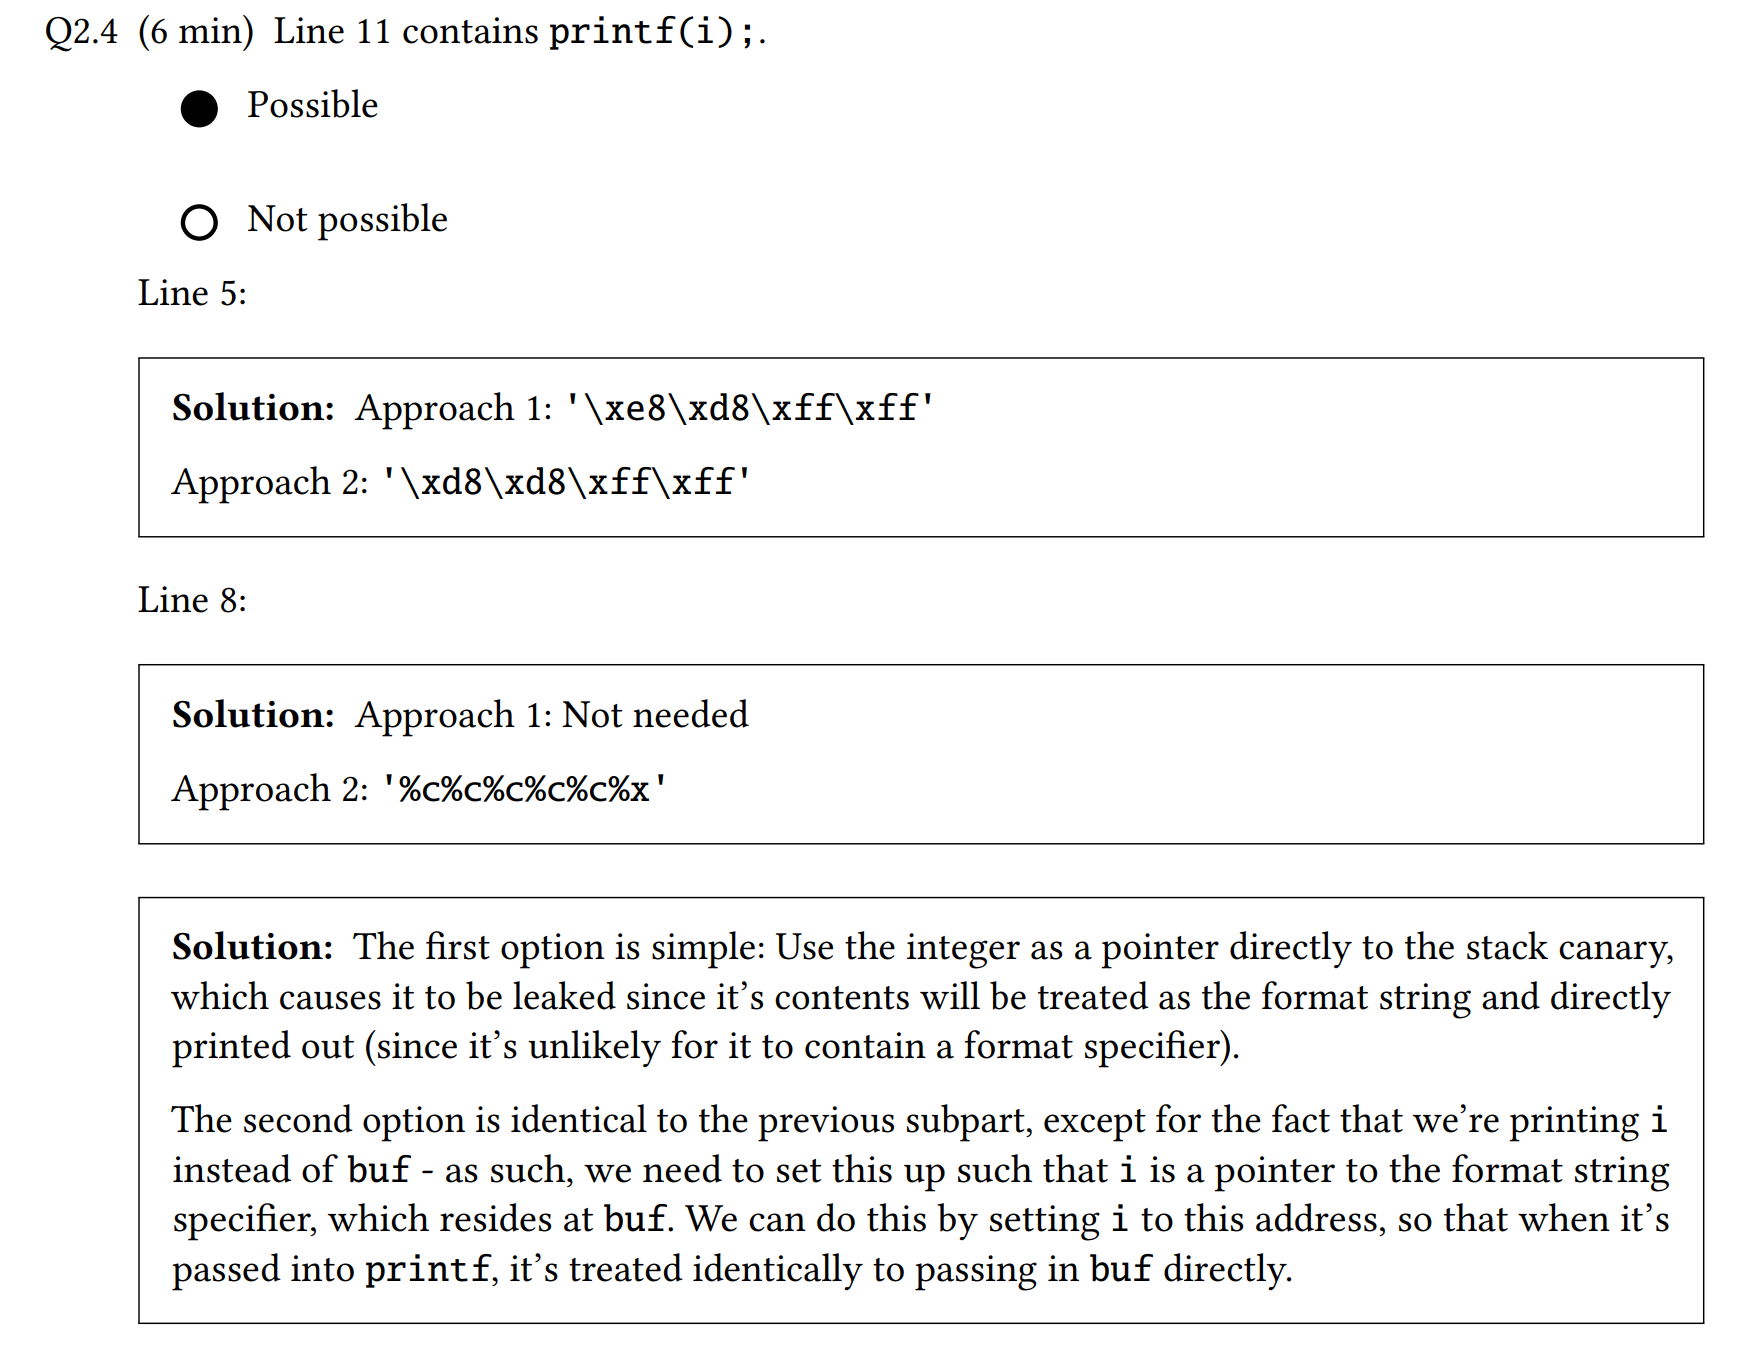 Q2.4 (6 min) Line 11 contains printf(i);.
Possible
Not possible
Line 5:
Solution: Approach 1: '\xe8\xd8\xff\xff'
Approach 2: '\xd8\xd8\xff\xff'
Line 8:
Solution: Approach 1: Not needed
Approach 2: '%c%c%c%c%c%x'
Solution: The first option is simple: Use the integer as a pointer directly to the stack canary,
which causes it to be leaked since it’s contents will be treated as the format string and directly
printed out (since it’s unlikely for it to contain a format specifier).
The second option is identical to the previous subpart, except for the fact that we’re printing i
instead of buf - as such, we need to set this up such that i is a pointer to the format string
specifier, which resides at buf. We can do this by setting i to this address, so that when it’s
passed into printf, it’s treated identically to passing in buf directly.